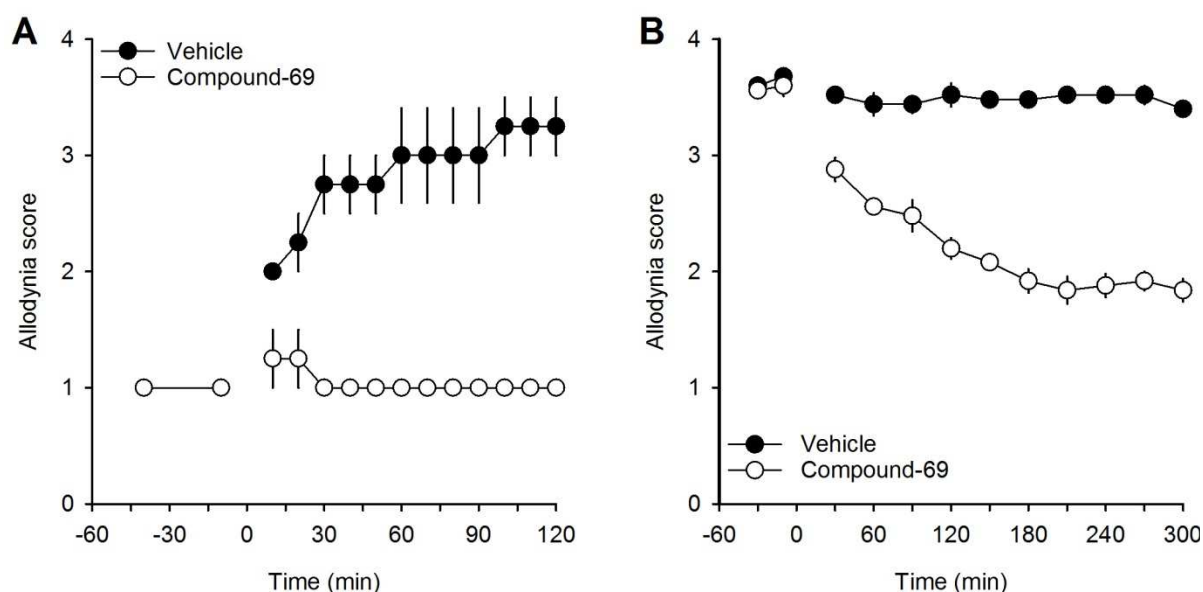 A
Vehicle
Compound-69
Allodynia score
4
3
2
1
0
-60 -30 0 30 60 90 120
Time (min)
B
Vehicle
Compound-69
Allodynia score
4
3
2
1
0
-60 0 60 120 180 240 300
Time (min)